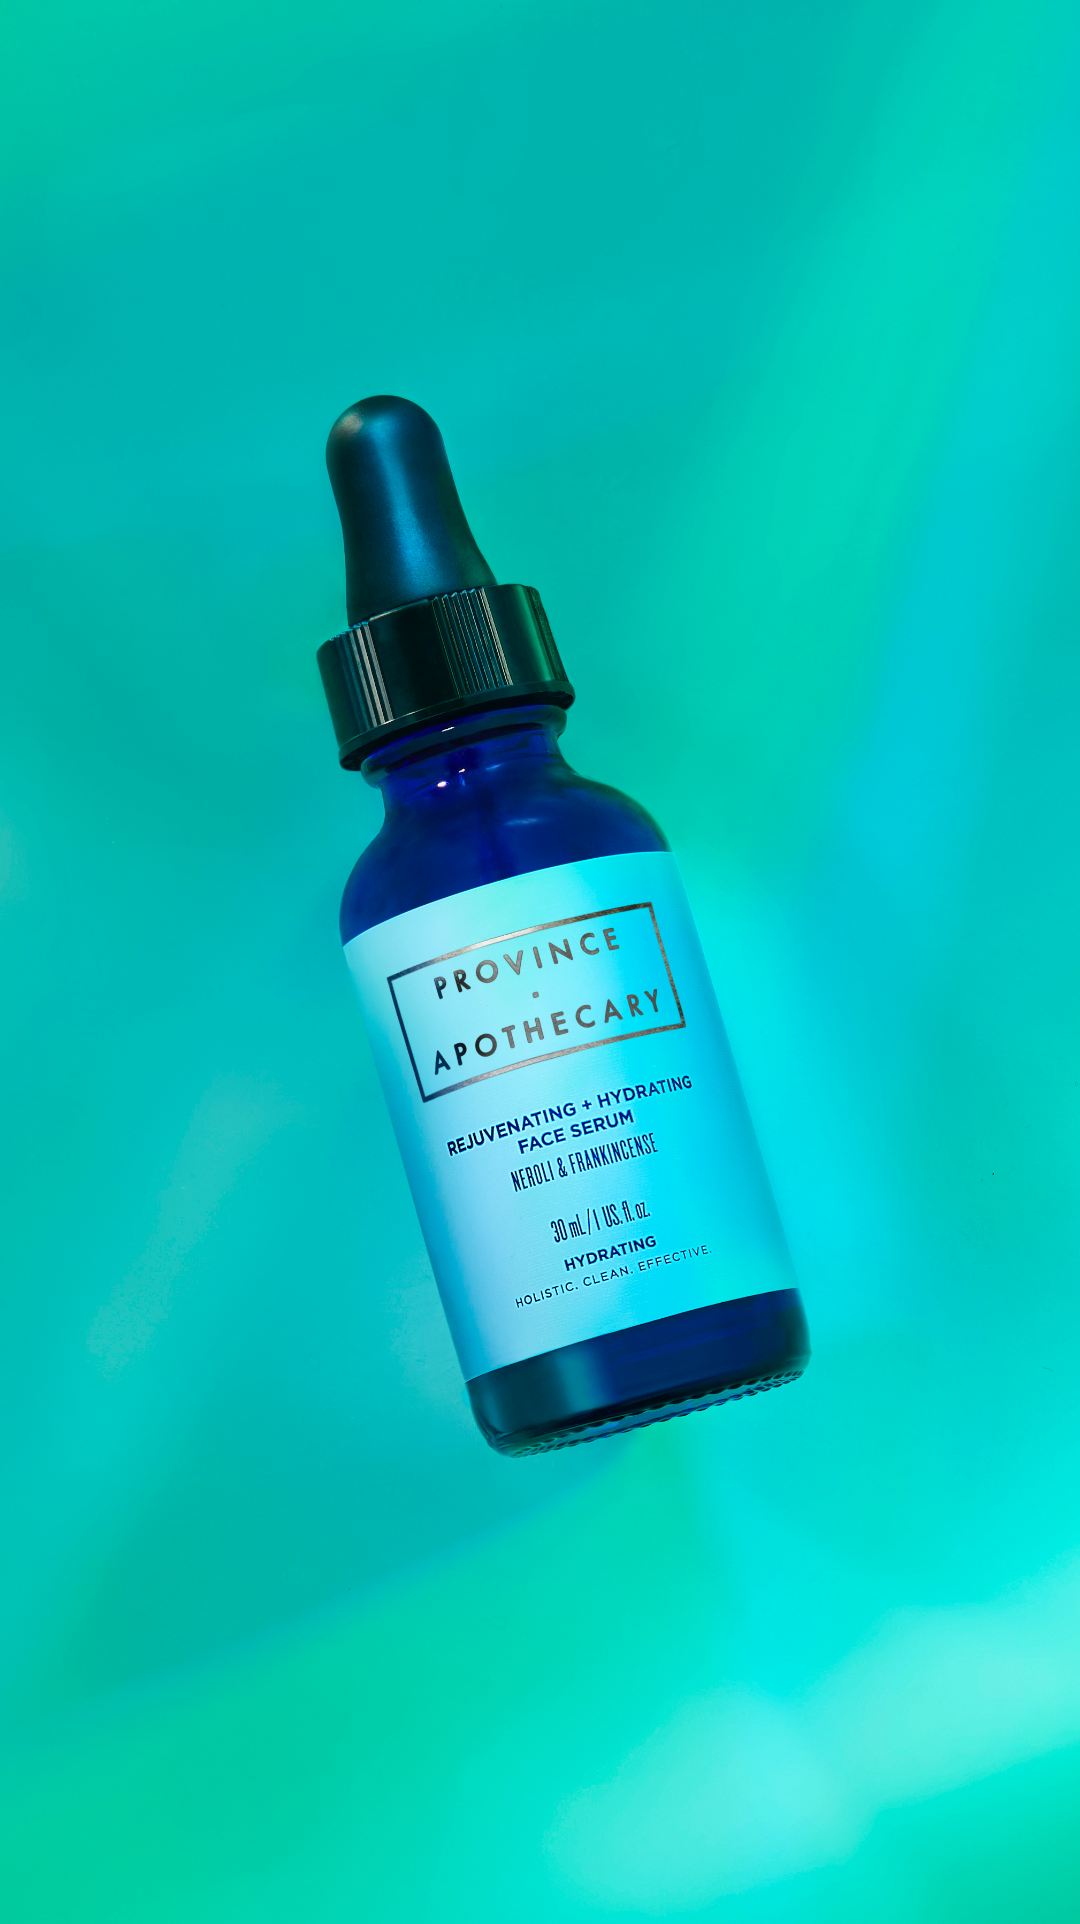 PROVINCE
·
APOTHECARY
REJUVENATING + HYDRATING
FACE SERUM
NEROLI & FRANKINCENSE
30 mL/1 US. fl. oz.
HYDRATING
HOLISTIC. CLEAN. EFFECTIVE.